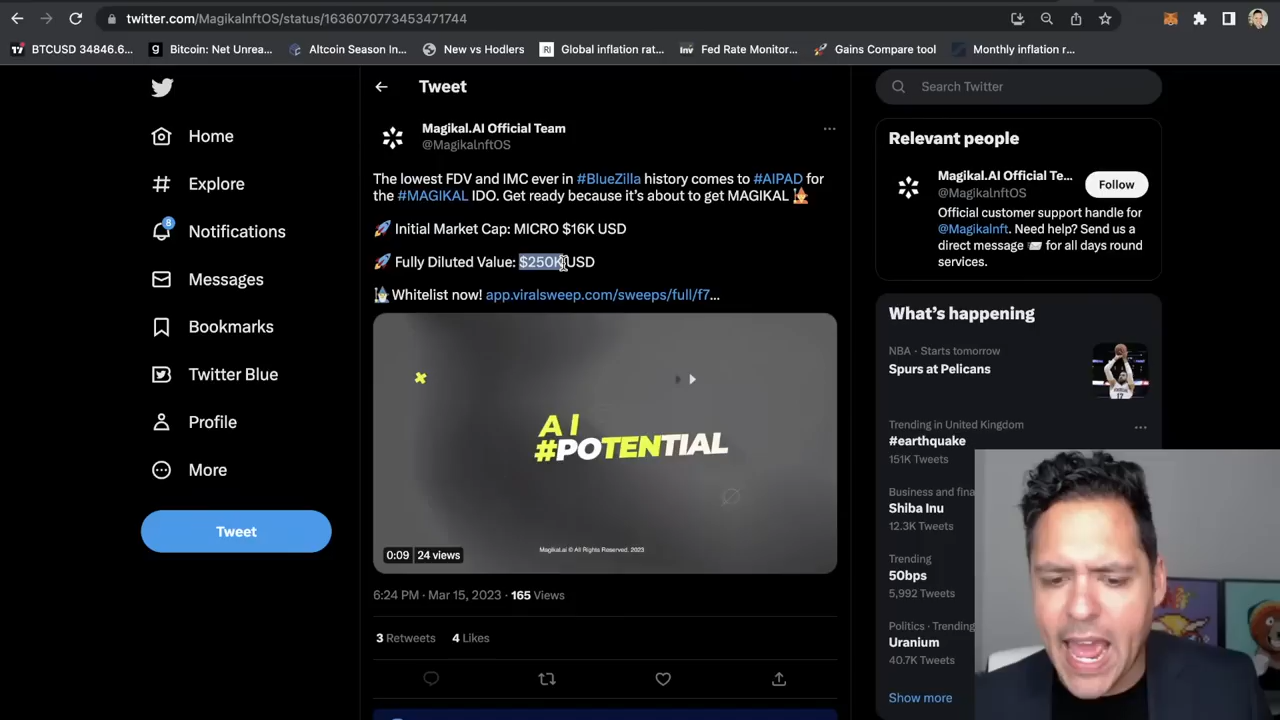 twitter.com/MagikalnftOS/status/1636070773453471744
BTCUSD 34846.6...
Bitcoin: Net Unrea...
Altcoin Season In...
New vs Hodlers
Global inflation rat...
Fed Rate Monitor...
Gains Compare tool
Monthly inflation r...
Home
Explore
8
Notifications
Messages
Bookmarks
Twitter Blue
Profile
More
Tweet
Tweet
Magikal.AI Official Team
@MagikalnftOS
The lowest FDV and IMC ever in #BlueZilla history comes to #AIPAD for
the #MAGIKAL IDO. Get ready because it’s about to get MAGIKAL
Initial Market Cap: MICRO $16K USD
Fully Diluted Value: $250K USD
Whitelist now! app.viralsweep.com/sweeps/full/f7...
AI
#POTENTIAL
Magikal.ai © All Rights Reserved. 2023
0:09 24 views
6:24 PM · Mar 15, 2023 · 165 Views
3 Retweets 4 Likes
Search Twitter
Relevant people
Magikal.AI Official Te...
@MagikalnftOS
Follow
Official customer support handle for
@Magikalnft. Need help? Send us a
direct message for all days round
services.
What’s happening
NBA · Starts tomorrow
Spurs at Pelicans
Trending in United Kingdom
#earthquake
151K Tweets
Business and fina
Shiba Inu
12.3K Tweets
Trending
50bps
5,992 Tweets
Politics · Trending
Uranium
40.7K Tweets
Show more